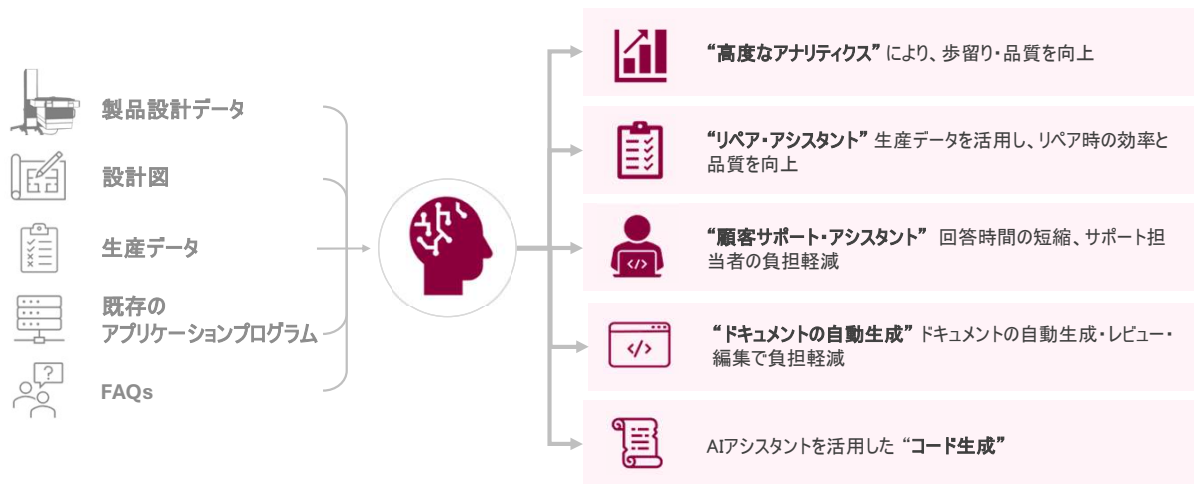 製品設計データ
設計図
生産データ
既存の
アプリケーションプログラム
FAQs
“高度なアナリティクス” により、歩留り・品質を向上
“リペア・アシスタント” 生産データを活用し、リペア時の効率と
品質を向上
“顧客サポート・アシスタント” 回答時間の短縮、サポート担
当者の負担軽減
“ドキュメントの自動生成” ドキュメントの自動生成・レビュー・
編集で負担軽減
AIアシスタントを活用した “コード生成”